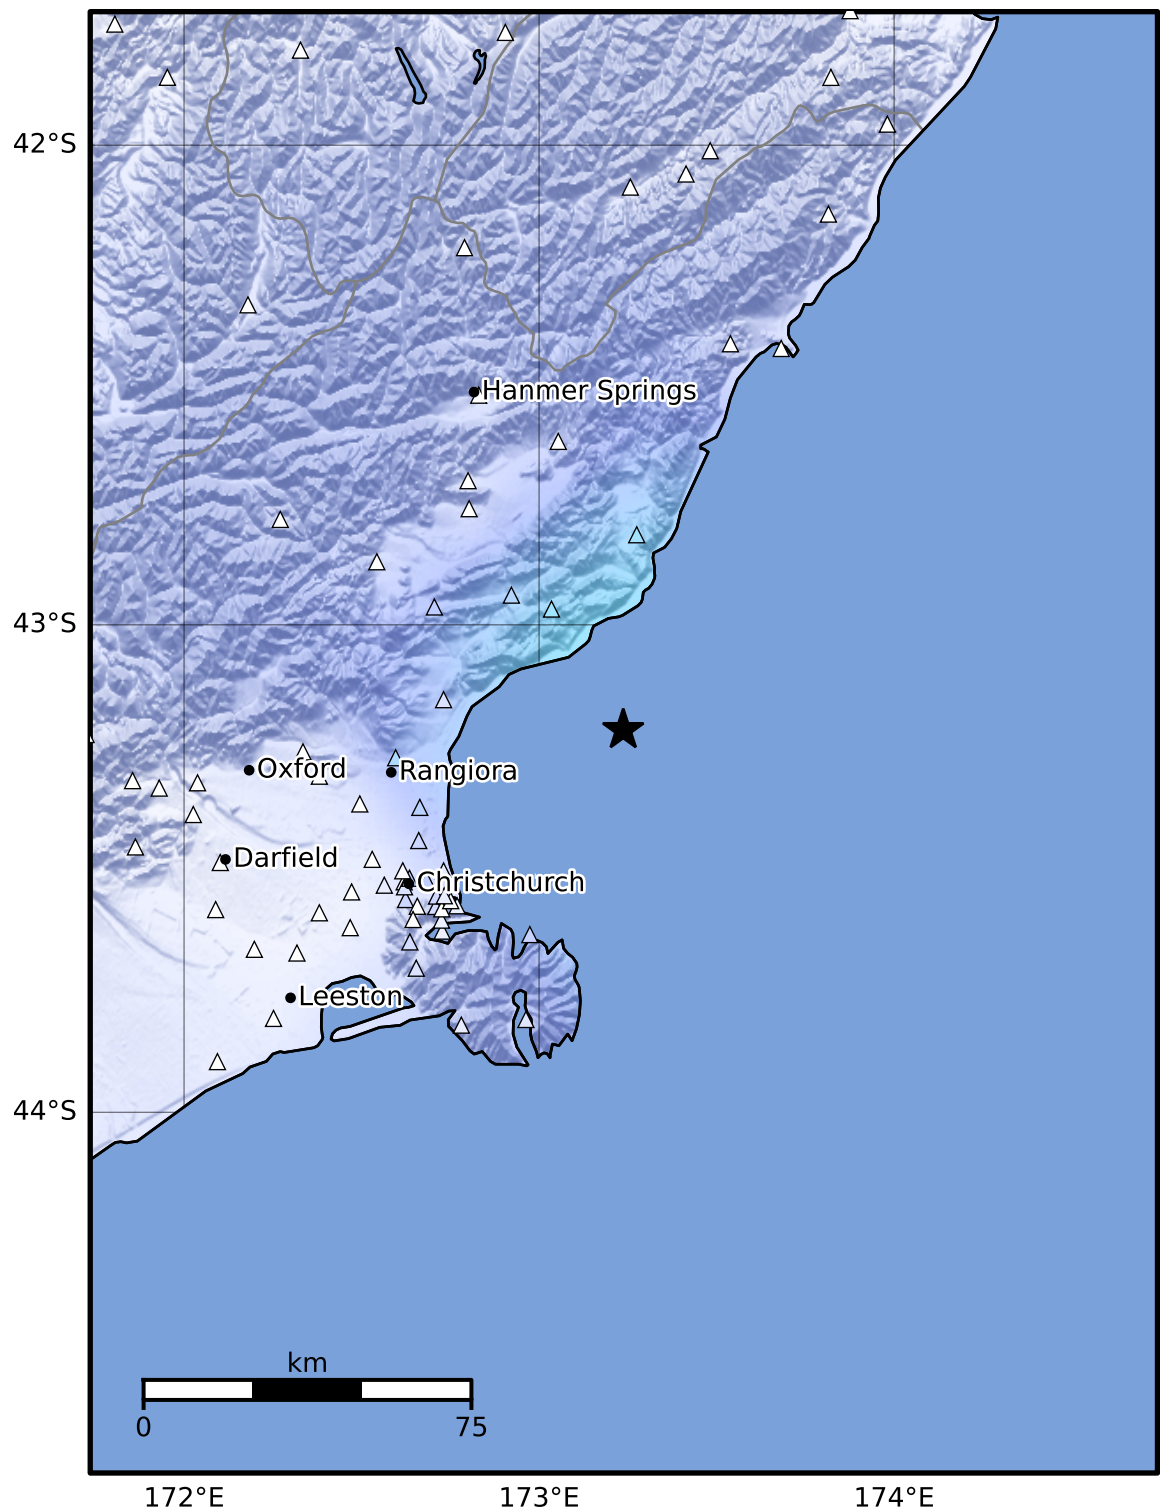 42°S
Hanmer Springs
43°S
Oxford
Rangiora
Darfield
Christchurch
Leeston
44°S
km
0
75
172°E
173°E
174°E